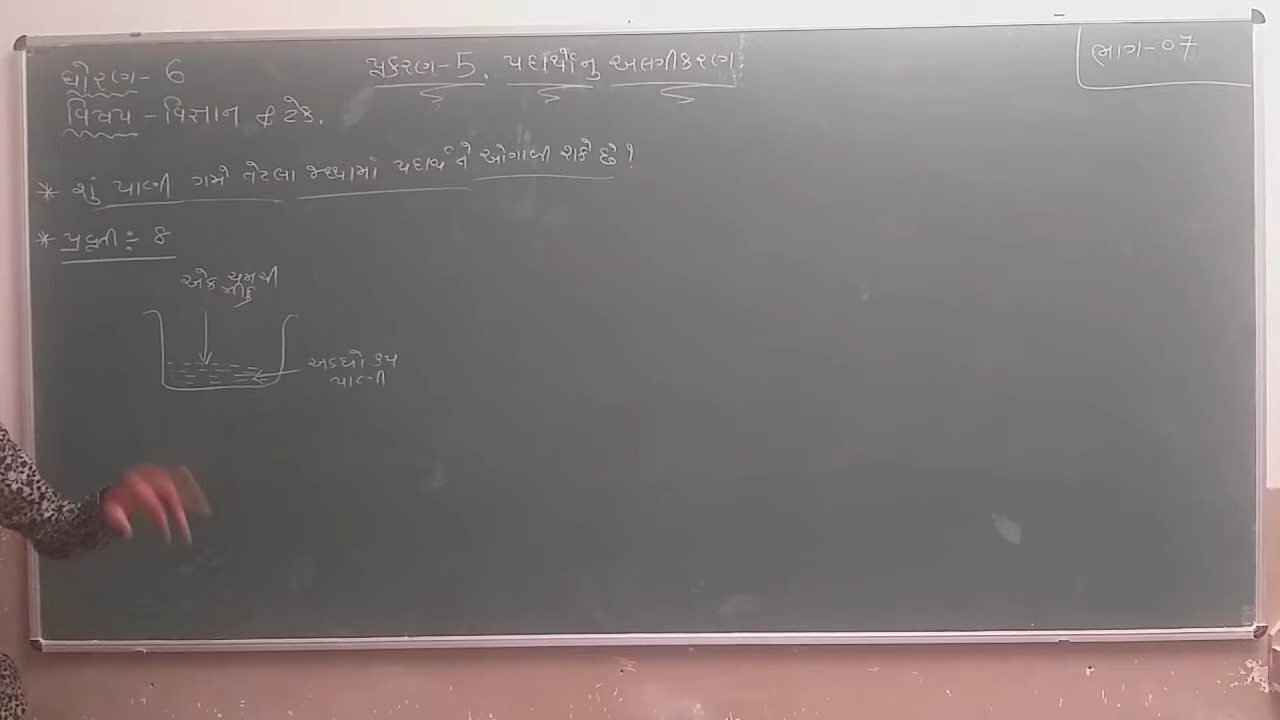 ધોરણ - 6
પ્રકરણ-5. પદાર્થોનુ અલગીકરણ
ભાગ-07
વિષય - વિજ્ઞાન & ટેક.
* શું પાણી ગમે તેટલા જથ્થામાં પદાર્થને ઓગાળી શકે છે?
* પ્રવૃતી ÷ 8
એક ચમચી
મીઠુ
અડધો કપ
પાણી